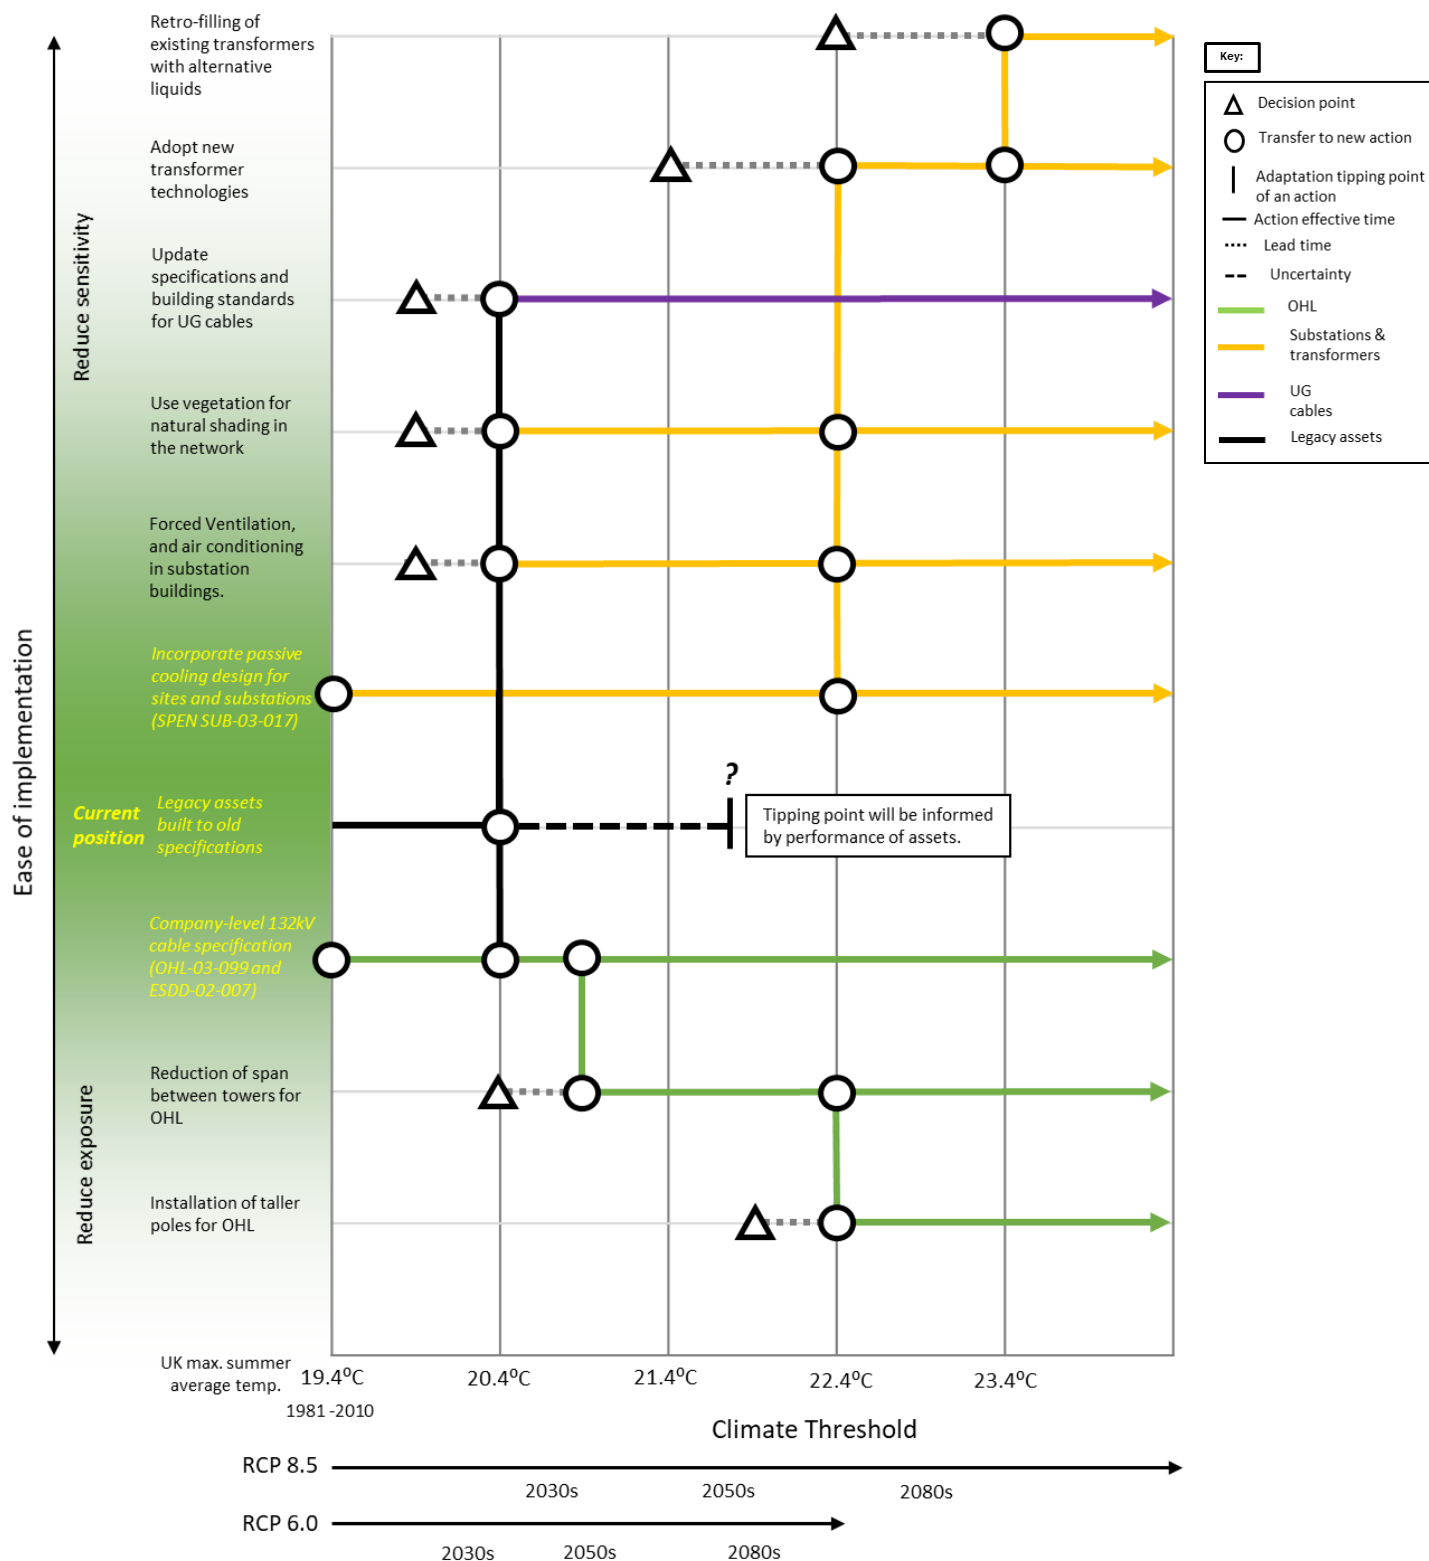 Retro-filling of
existing transformers
with alternative
liquids
Adopt new
transformer
technologies
Update
specifications and
building standards
for UG cables
Use vegetation for
natural shading in
the network
Forced Ventilation,
and air conditioning
in substation
buildings.
Incorporate passive
cooling design for
sites and substations
(SPEN SUB-03-017)
Legacy assets
built to old
specifications
Company-level 132kV
cable specification
(OHL-03-099 and
ESDD-02-007)
Reduction of span
between towers for
OHL
Installation of taller
poles for OHL
Reduce sensitivity
Current
position
Reduce exposure
Ease of implementation
?
Tipping point will be informed
by performance of assets.
Key:
Decision point
Transfer to new action
Adaptation tipping point
of an action
Action effective time
Lead time
Uncertainty
OHL
Substations &
transformers
UG
cables
Legacy assets
UK max. summer
average temp.
19.4⁰C
20.4⁰C
21.4⁰C
22.4⁰C
23.4⁰C
1981 -2010
Climate Threshold
RCP 8.5
2030s
2050s
2080s
RCP 6.0
2030s
2050s
2080s